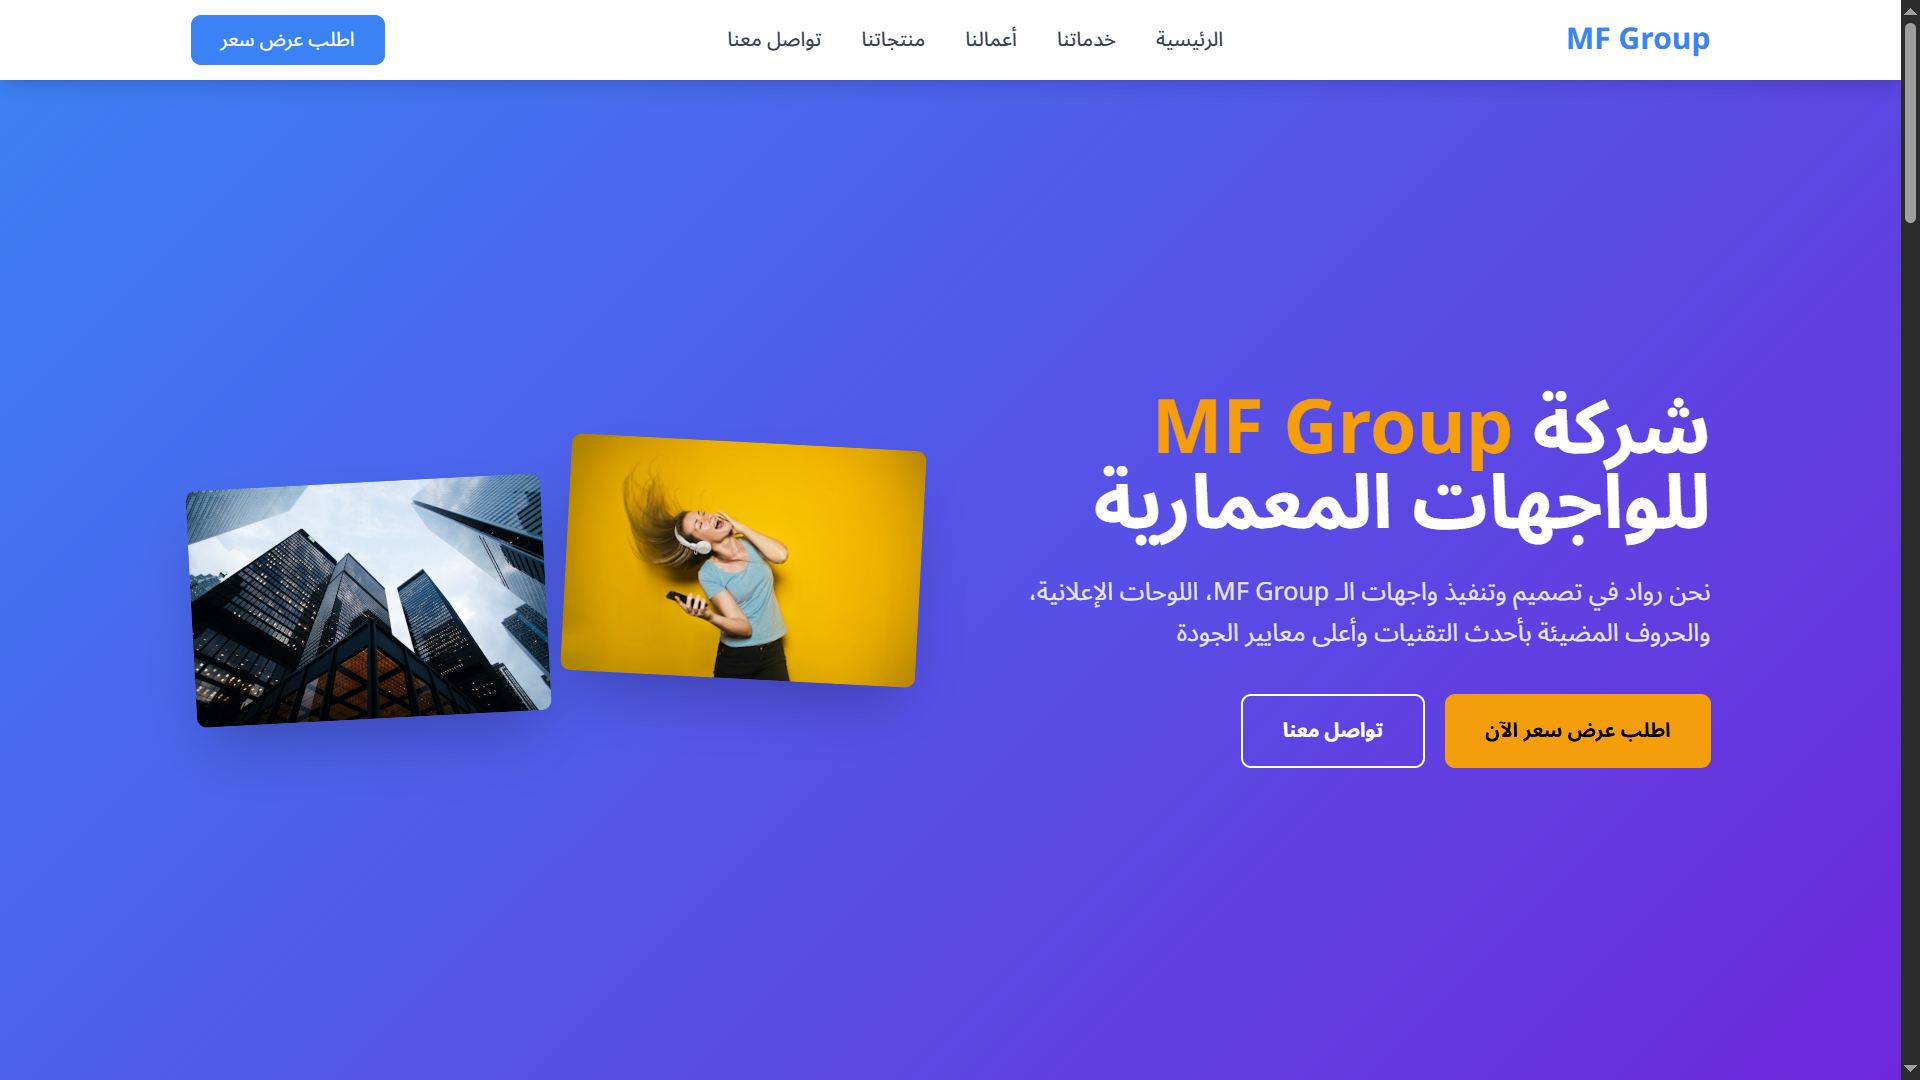 MF Group
الرئيسية
خدماتنا
أعمالنا
منتجاتنا
تواصل معنا
اطلب عرض سعر
شركة MF Group
للواجهات المعمارية
نحن رواد في تصميم وتنفيذ واجهات الـ MF Group، اللوحات الإعلانية،
والحروف المضيئة بأحدث التقنيات وأعلى معايير الجودة
اطلب عرض سعر الآن
تواصل معنا